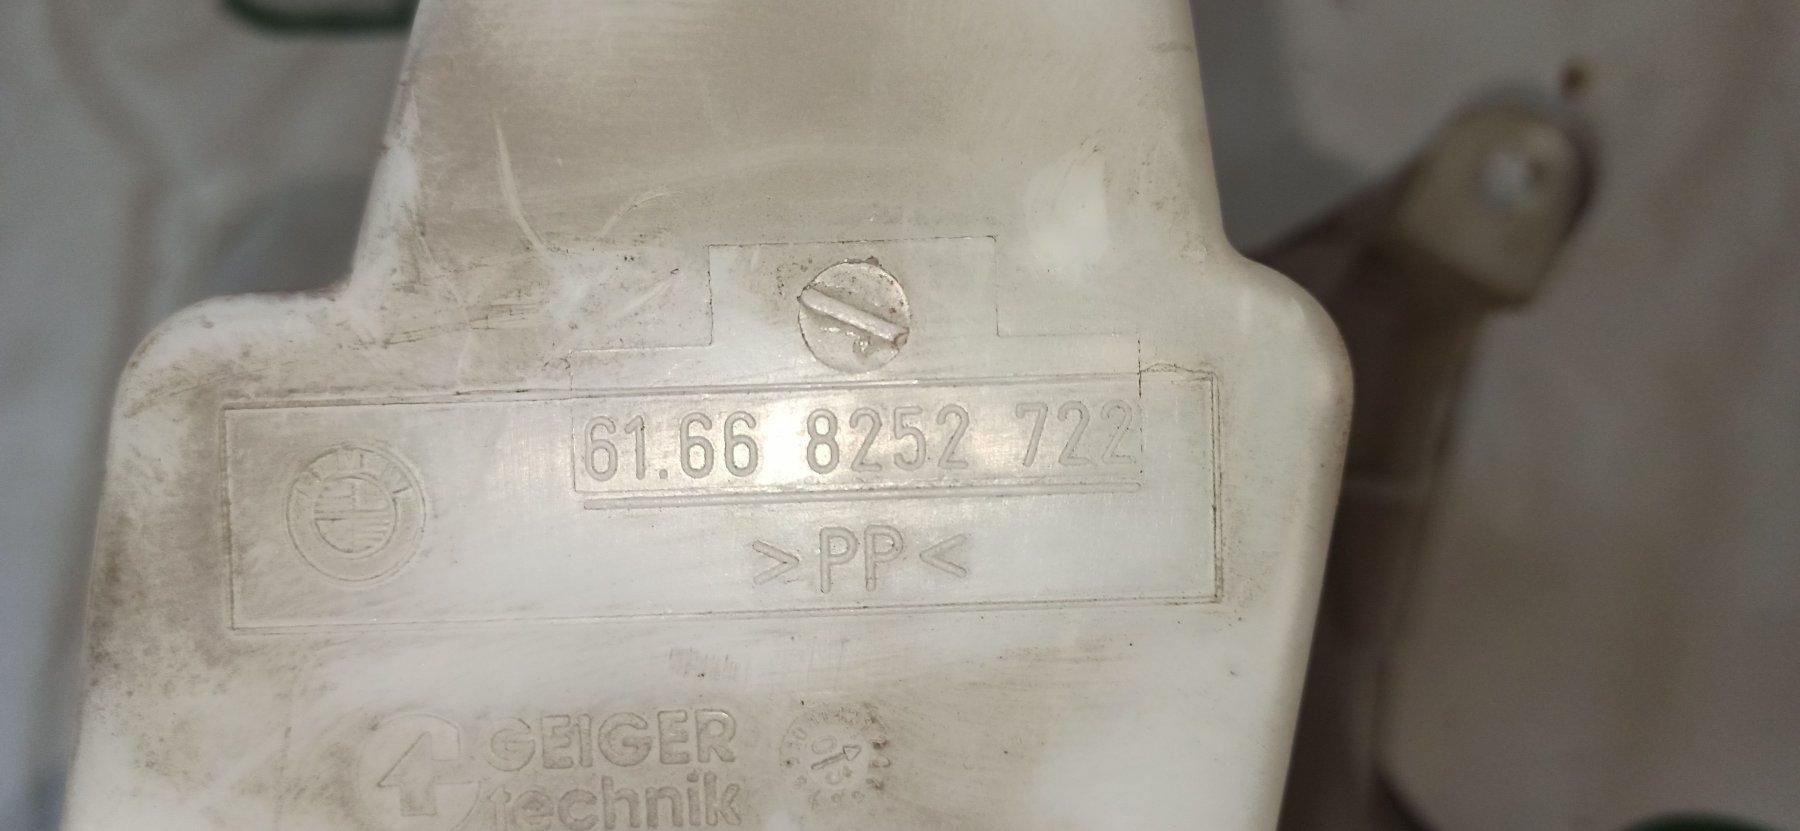 61.66 8252 722
>PP<
GEIGER
technik